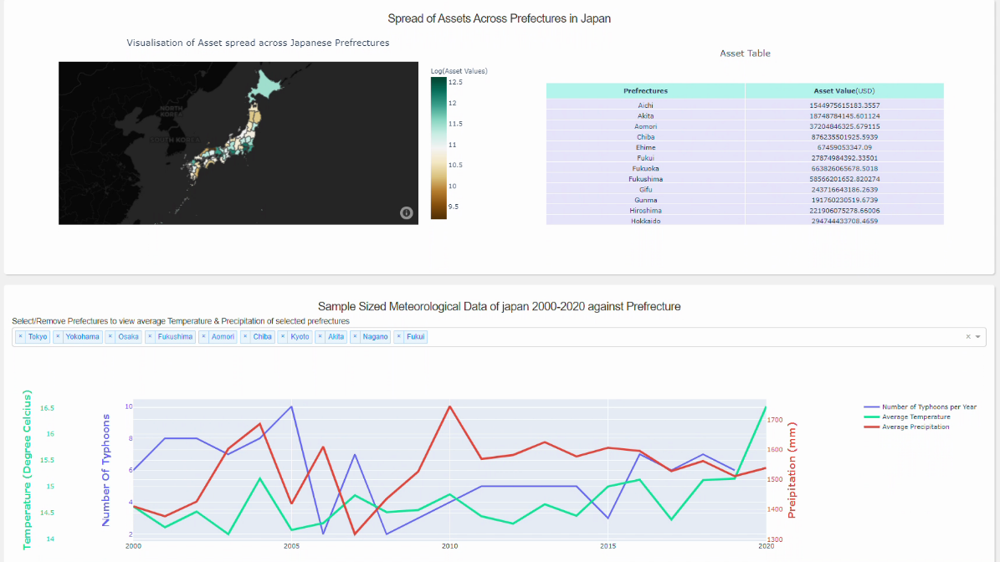 Spread of Assets Across Prefectures in Japan
Visualisation of Asset spread across Japanese Prefrectures
NORTH
KOREA
SOUTH KOREA
Log(Asset Values)
12.5
12
11.5
11
10.5
10
9.5
Asset Table
Prefrectures Asset Value(USD)
Aichi 1544975615183.3557
Akita 18748784145.601124
Aomori 37204846325.679115
Chiba 876235501925.5939
Ehime 67459053347.09
Fukui 27874984392.33501
Fukuoka 663826065678.5018
Fukushima 58566201652.820274
Gifu 243716643186.2639
Gunma 191760230519.6739
Hiroshima 221906075278.66006
Hokkaido 294744433708.4659
Sample Sized Meteorological Data of japan 2000-2020 against Prefrecture
Select/Remove Prefectures to view average Temperature & Precipitation of selected prefrectures
× Tokyo × Yokohama × Osaka × Fukushima × Aomori × Chiba × Kyoto × Akita × Nagano × Fukui ×
Temperature (Degree Celcius)
16.5
16
15.5
15
14.5
14
Number Of Typhoons
10
8
6
4
2
2000 2005 2010 2015 2020
1700
1600
1500
1400
1300
Preipitation (mm)
Number of Typhoons per Year
Average Temperature
Average Precipitation